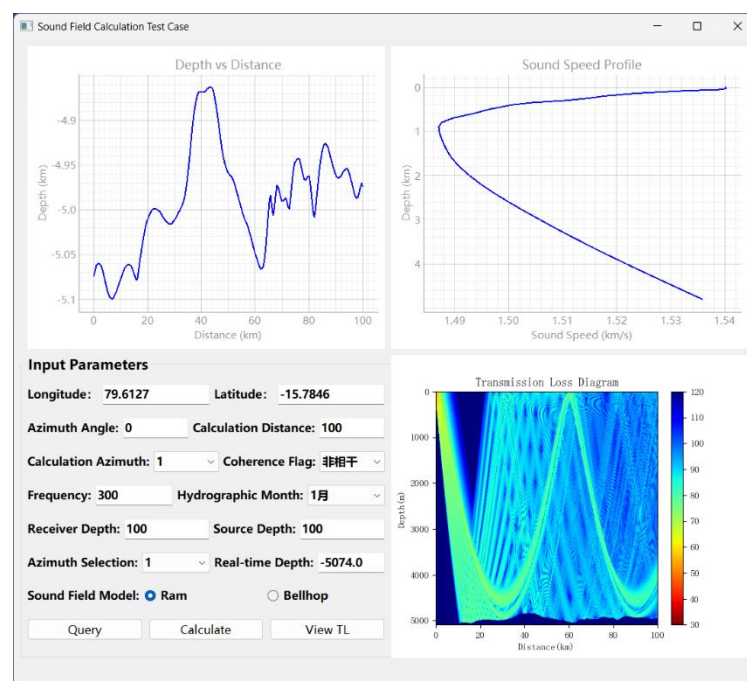 Sound Field Calculation Test Case
Depth vs Distance
-4.9
-4.95
-5.0
-5.05
-5.1
Depth (km)
0 20 40 60 80 100
Distance (km)
Sound Speed Profile
0
1
2
3
4
Depth (km)
1.49 1.50 1.51 1.52 1.53 1.54
Sound Speed (km/s)
Input Parameters
Longitude: 79.6127 Latitude: -15.7846
Azimuth Angle: 0 Calculation Distance: 100
Calculation Azimuth: 1 Coherence Flag: 非相干
Frequency: 300 Hydrographic Month: 1月
Receiver Depth: 100 Source Depth: 100
Azimuth Selection: 1 Real-time Depth: -5074.0
Sound Field Model: Ram Bellhop
Query Calculate View TL
Transmission Loss Diagram
0
1000
2000
3000
4000
5000
Depth(m)
0 20 40 60 80 100
Distance(km)
120
110
100
90
80
70
60
50
40
30